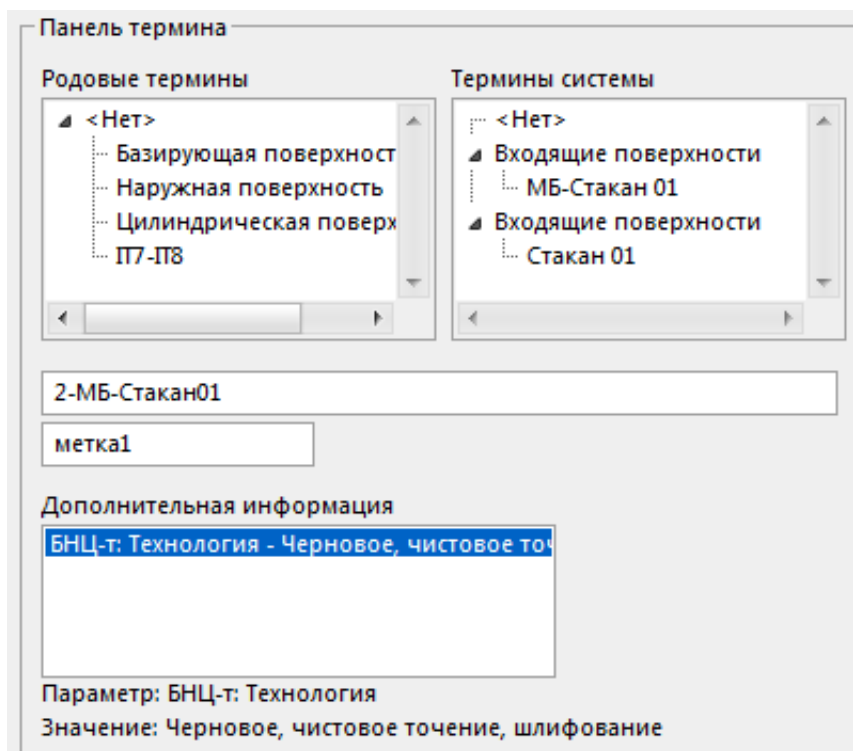 Панель термина
Родовые термины
<Нет>
Базирующая поверхност
Наружная поверхность
Цилиндрическая поверх
IT7-IT8
Термины системы
<Нет>
Входящие поверхности
МБ-Стакан 01
Входящие поверхности
Стакан 01
2-МБ-Стакан01
метка1
Дополнительная информация
БНЦ-т: Технология - Черновое, чистовое точ
Параметр: БНЦ-т: Технология
Значение: Черновое, чистовое точение, шлифование